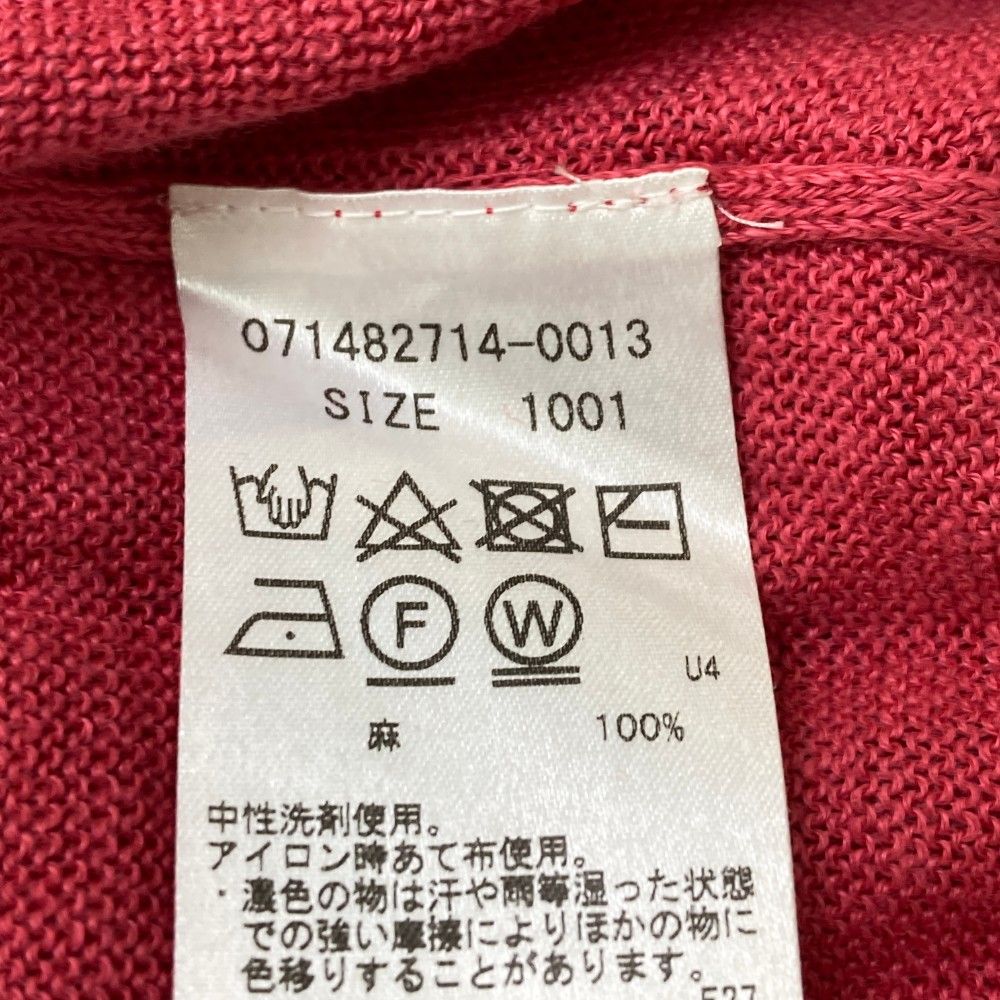 071482714-0013
SIZE 1001
F W
U4
麻 100%
中性洗剤使用。
アイロン時あて布使用。
・濃色の物は汗や雨等湿った状態
での強い摩擦によりほかの物に
色移りすることがあります。